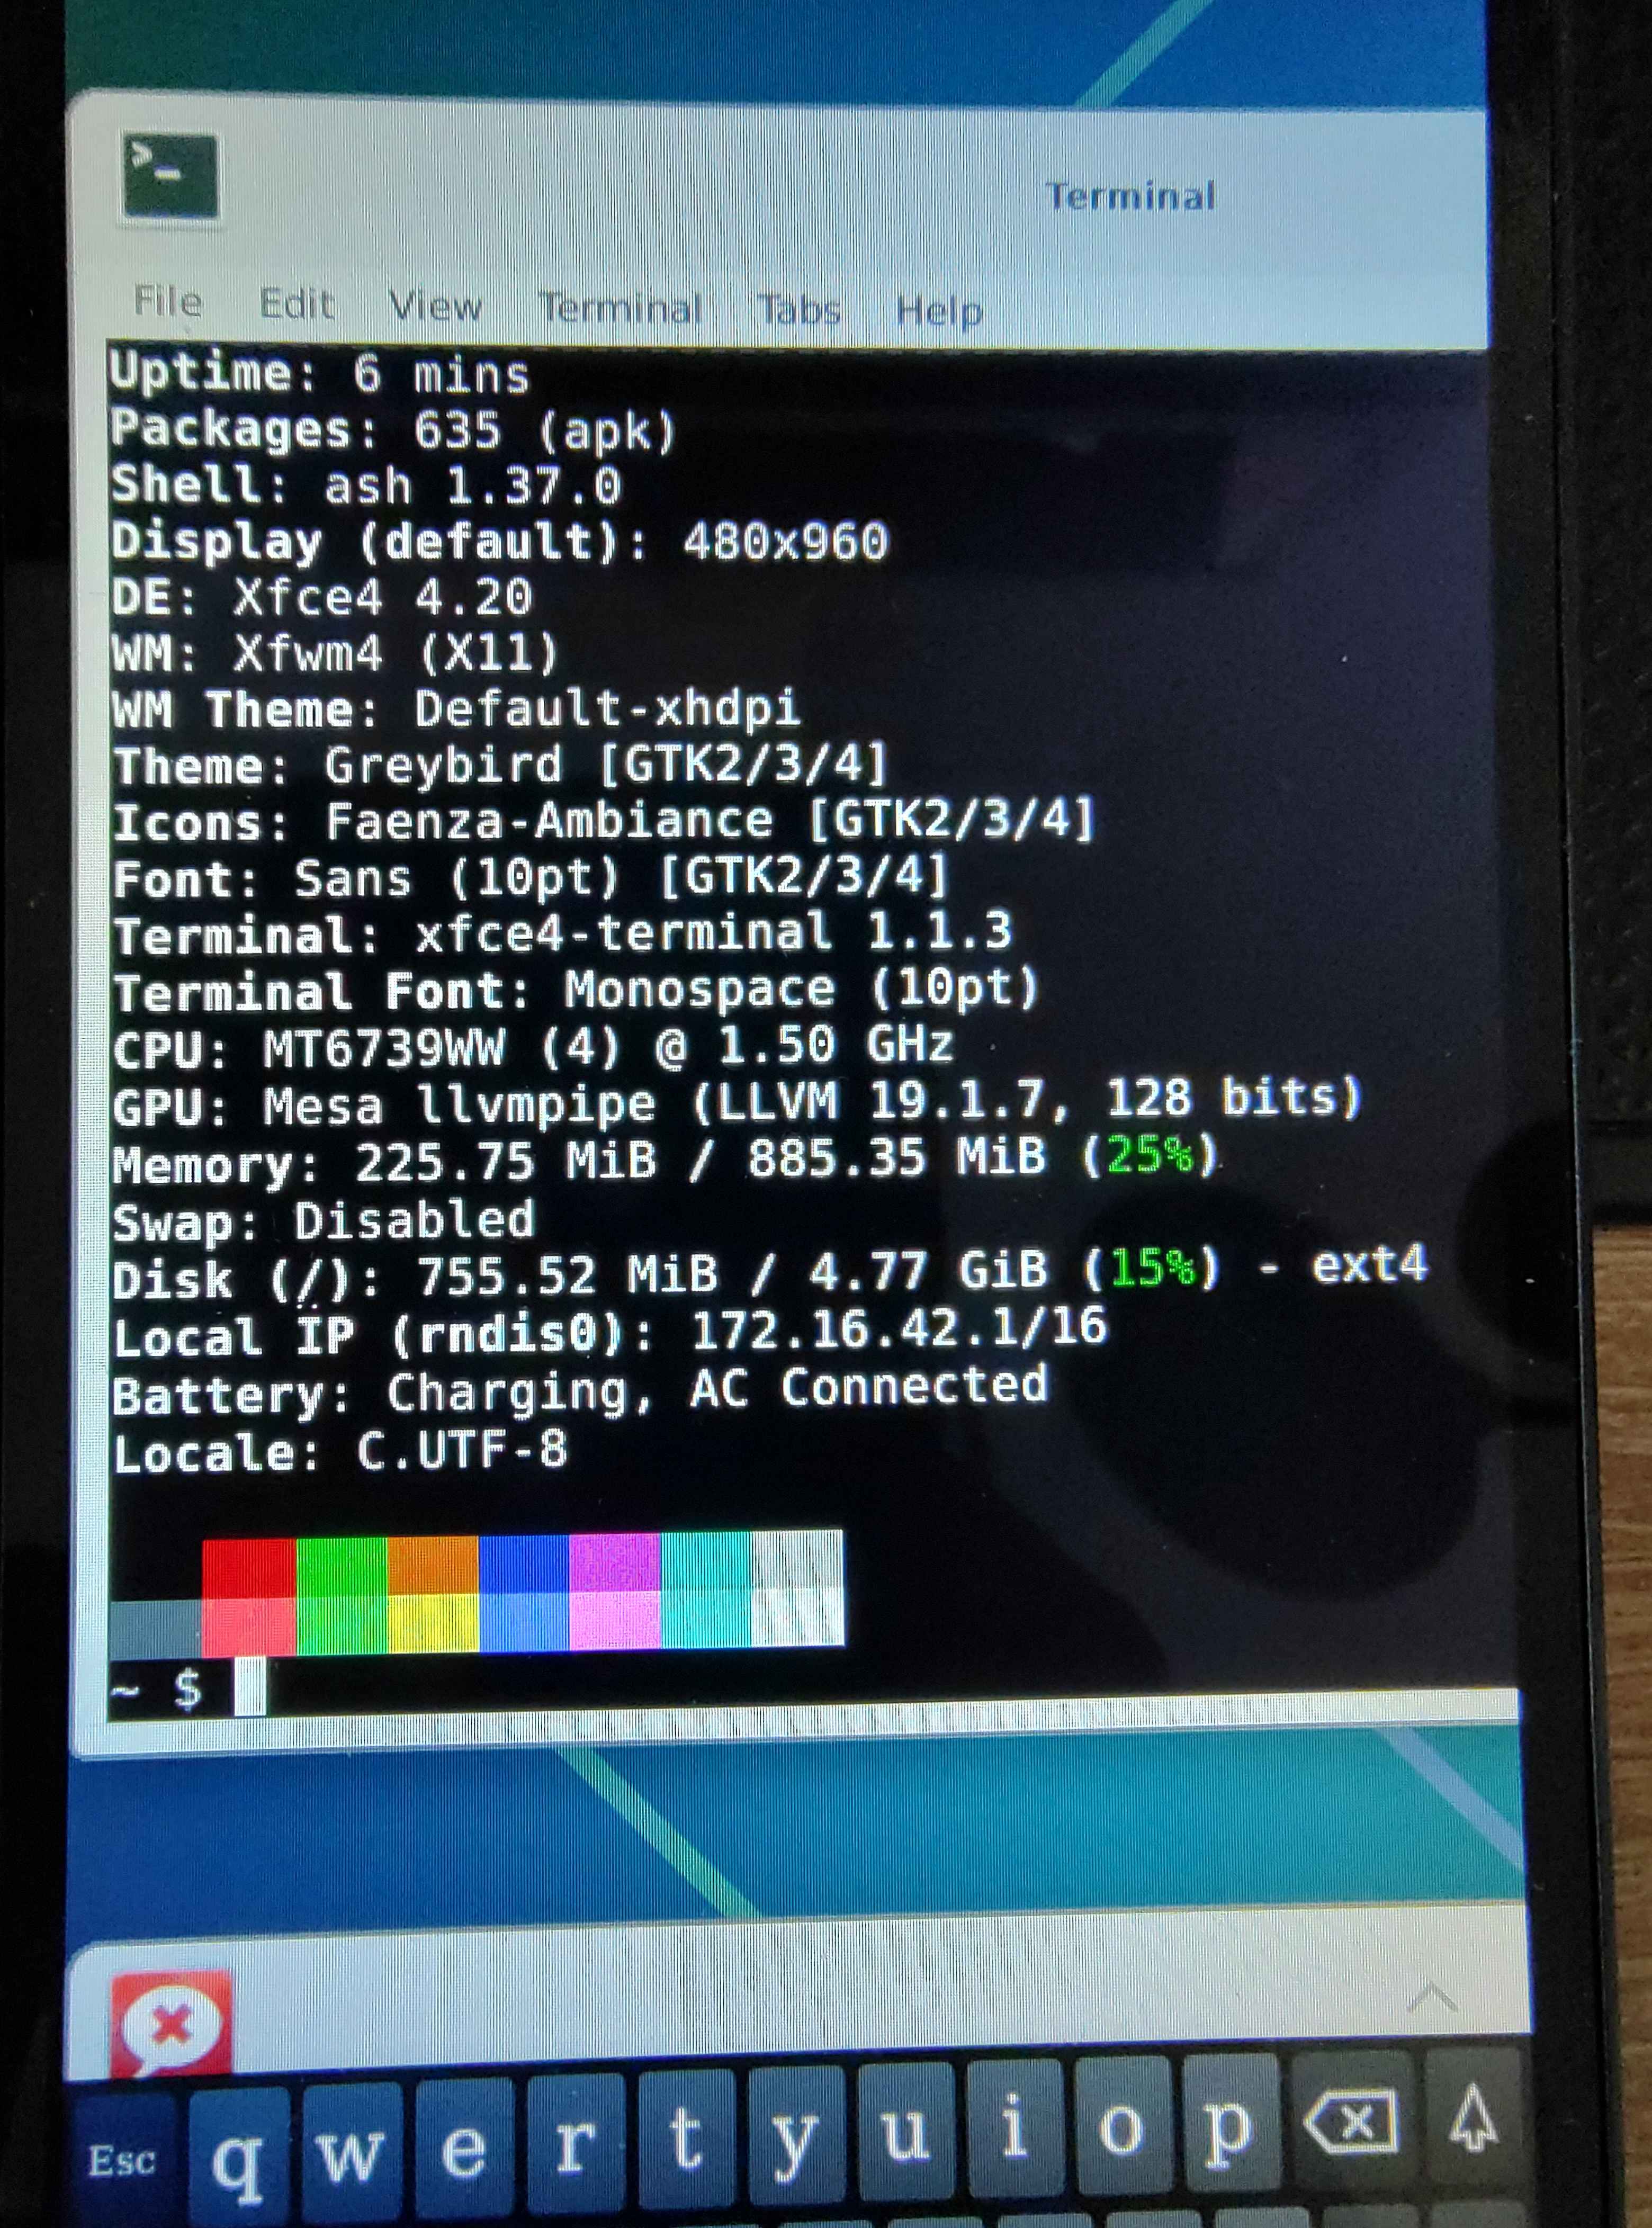 Terminal
File Edit View Terminal Tabs Help
Uptime: 6 mins
Packages: 635 (apk)
Shell: ash 1.37.0
Display (default): 480x960
DE: Xfce4 4.20
WM: Xfwm4 (X11)
WM Theme: Default-xhdpi
Theme: Greybird [GTK2/3/4]
Icons: Faenza-Ambiance [GTK2/3/4]
Font: Sans (10pt) [GTK2/3/4]
Terminal: xfce4-terminal 1.1.3
Terminal Font: Monospace (10pt)
CPU: MT6739WW (4) @ 1.50 GHz
GPU: Mesa llvmpipe (LLVM 19.1.7, 128 bits)
Memory: 225.75 MiB / 885.35 MiB (25%)
Swap: Disabled
Disk (/): 755.52 MiB / 4.77 GiB (15%) - ext4
Local IP (rndis0): 172.16.42.1/16
Battery: Charging, AC Connected
Locale: C.UTF-8
~ $
Esc q w e r t y u i o p